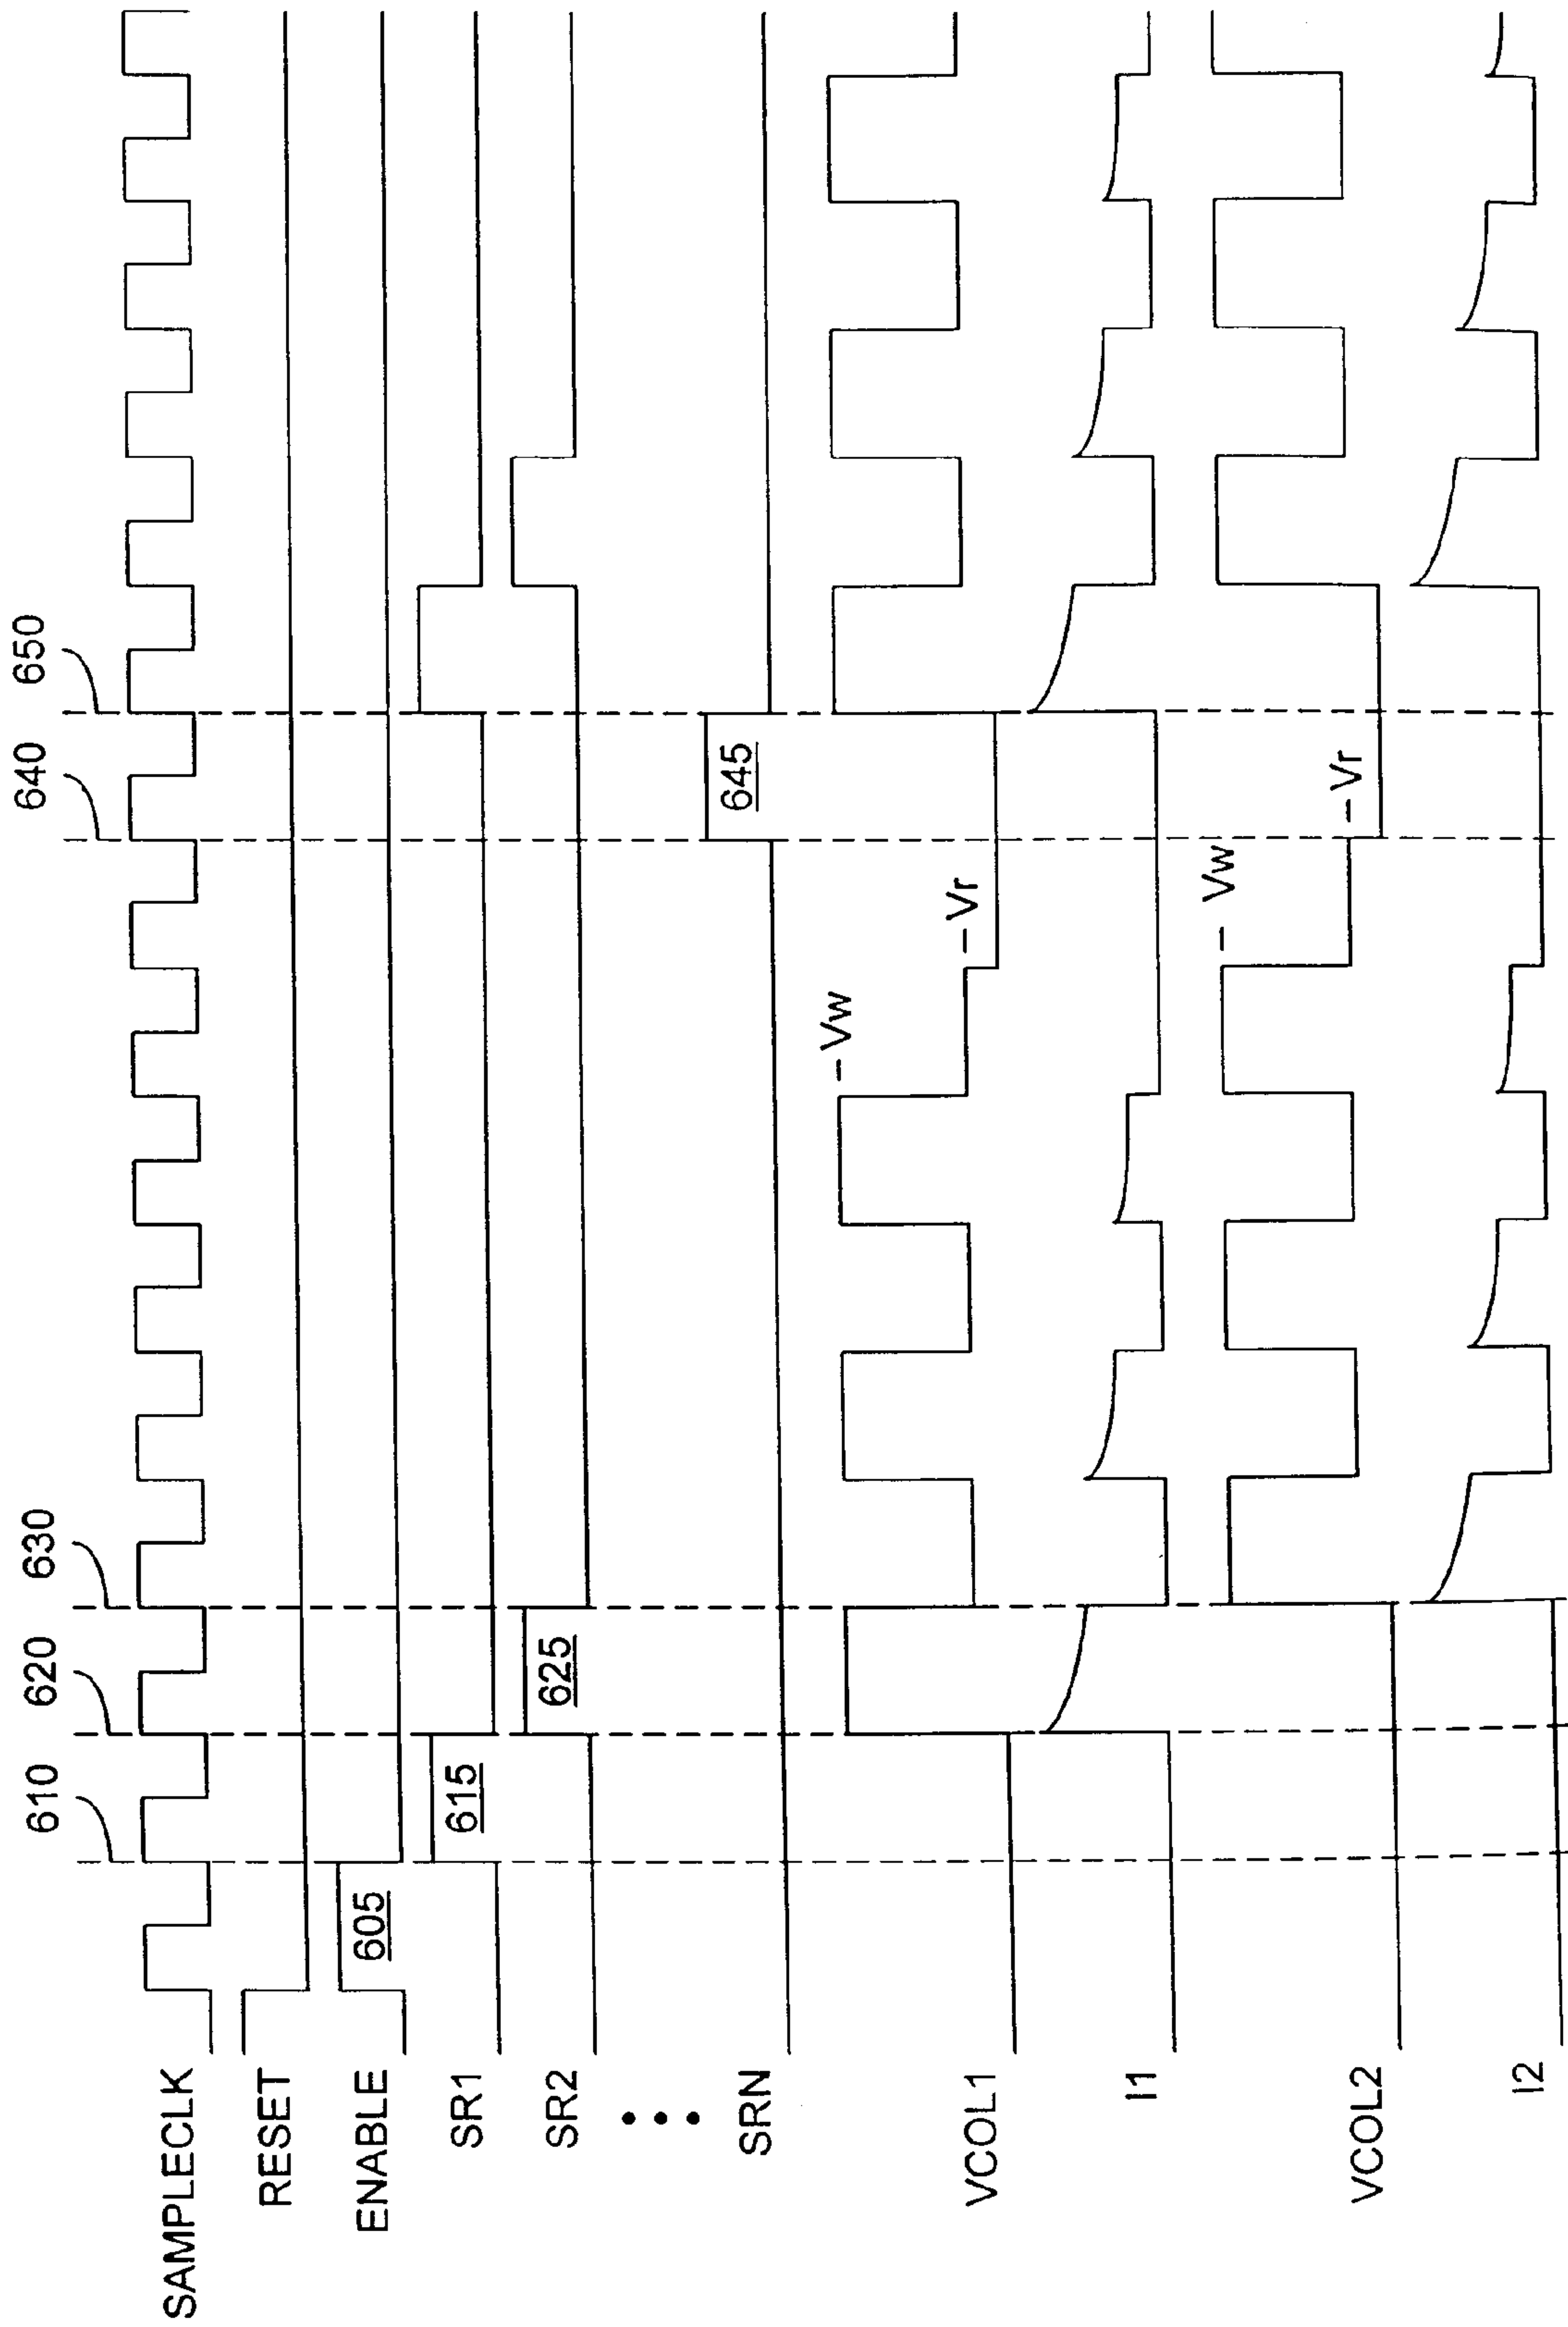 SAMPLECLK
RESET
ENABLE
SR1
SR2
SRN
VCOL1
I1
VCOL2
I2
610
620
630
640
650
605
615
625
645
Vw
Vr
Vw
Vr